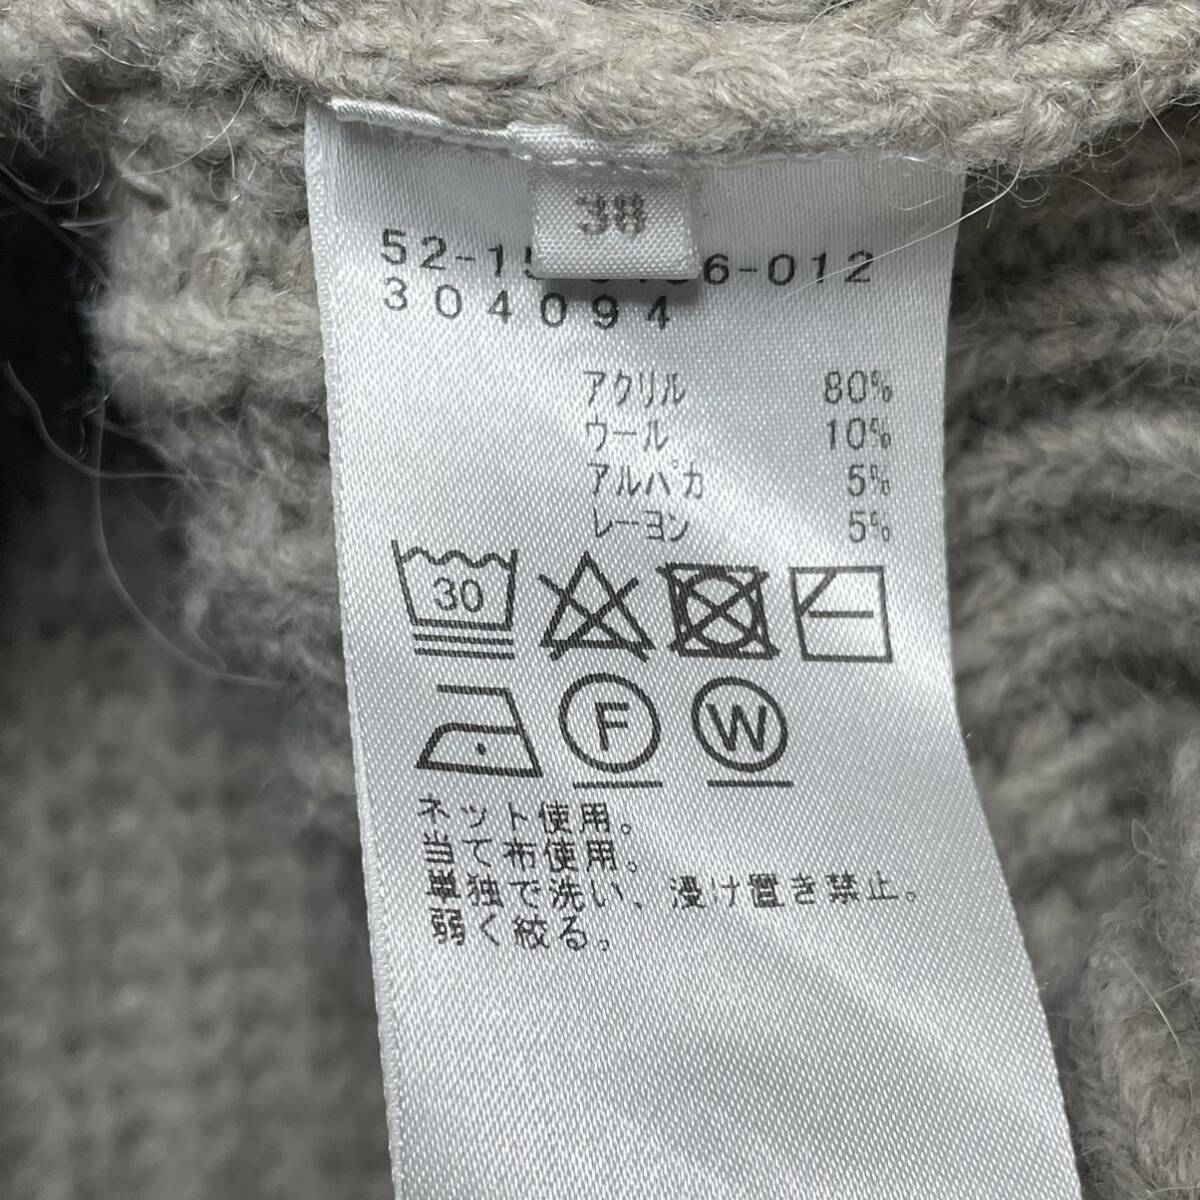 38
52-15
6-012
304094
アクリル 80%
ウール 10%
アルパカ 5%
レーヨン 5%
30
F W
ネット使用。
当て布使用。
単独で洗い、浸け置き禁止。
弱く絞る。